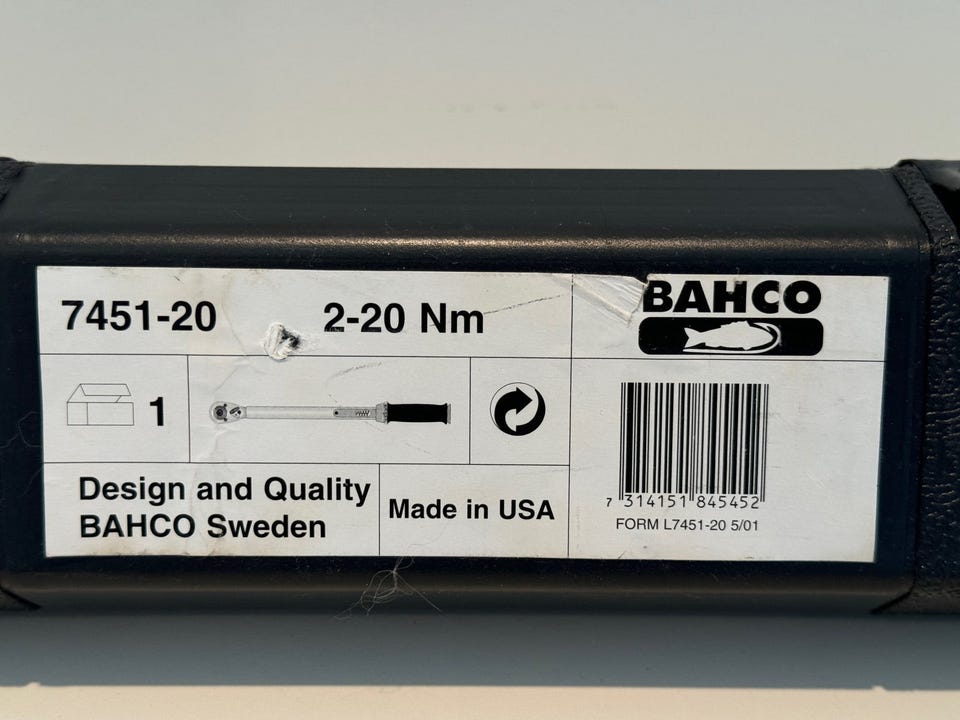 7451-20
2-20 Nm
BAHCO
1
Design and Quality
BAHCO Sweden
Made in USA
7 314151 845452
FORM L7451-20 5/01